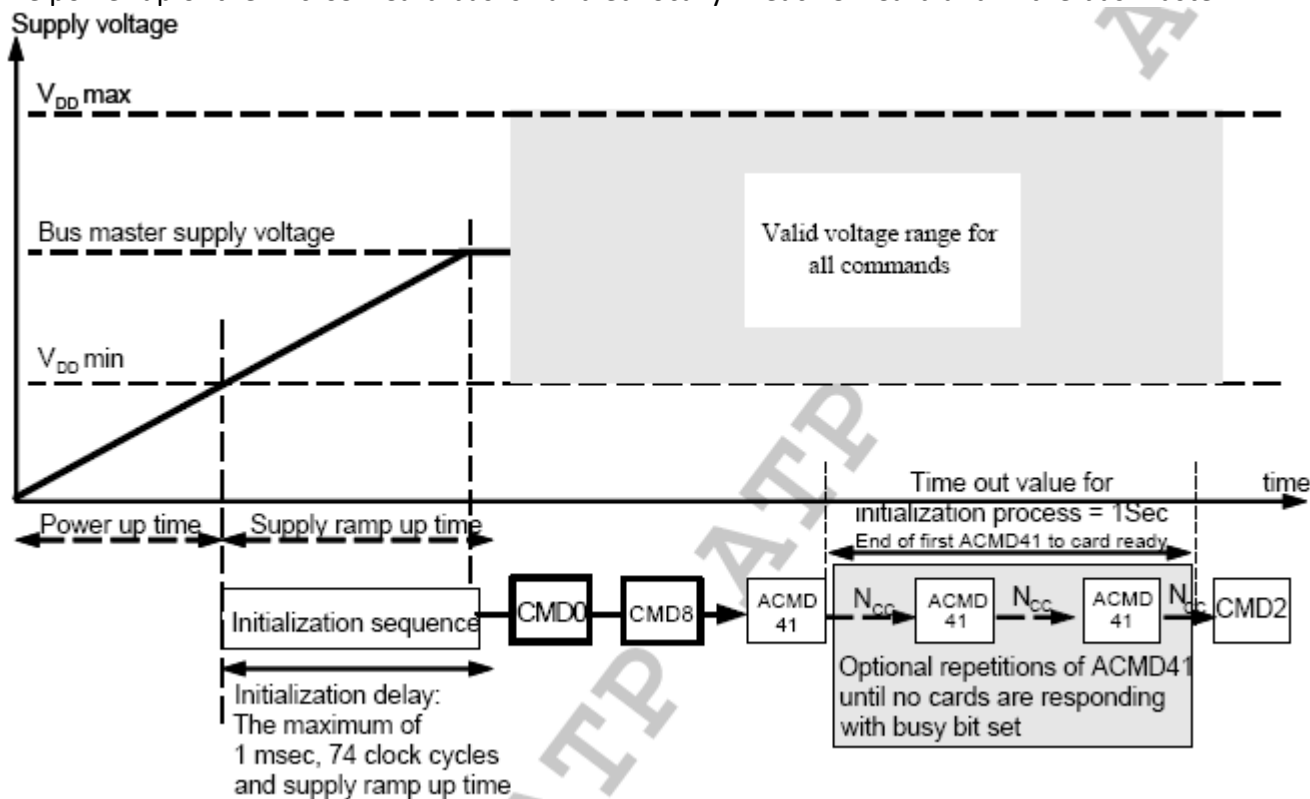 Supply voltage
V_DD max
Bus master supply voltage
Valid voltage range for
all commands
V_DD min
Time out value for
time
initialization process = 1Sec
End of first ACMD41 to card ready
Power up time
Supply ramp up time
Initialization sequence
CMD0
CMD8
ACMD
41
N_CC
ACMD
41
N_CC
ACMD
41
N_CC
CMD2
Optional repetitions of ACMD41
until no cards are responding
with busy bit set
Initialization delay:
The maximum of
1 msec, 74 clock cycles
and supply ramp up time
ATP
ATP